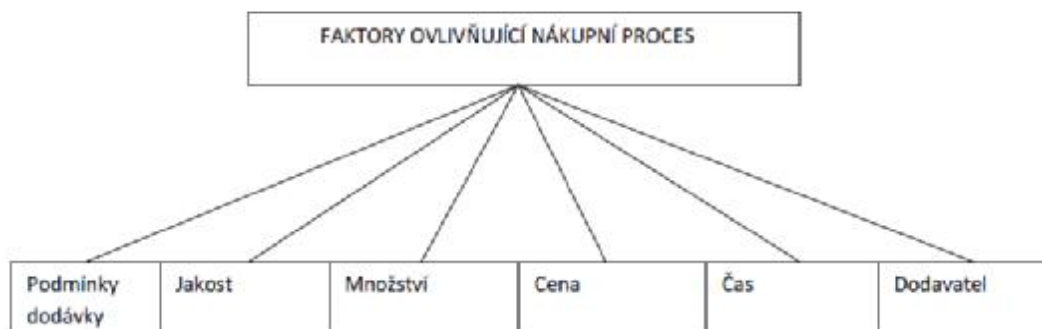 FAKTORY OVLIVŇUJÍCÍ NÁKUPNÍ PROCES
Podmínky
dodávky
Jakost
Množství
Cena
Čas
Dodavatel